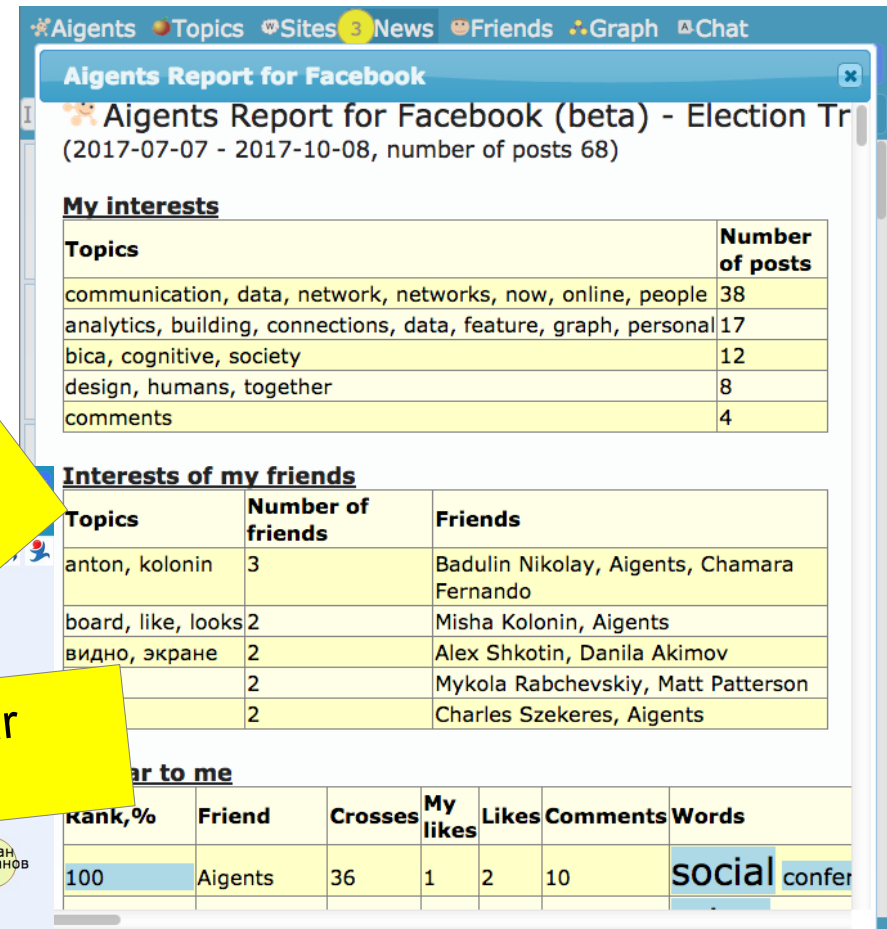 Aigents Topics Sites 3 News Friends Graph Chat
Aigents Report for Facebook
Aigents Report for Facebook (beta) - Election Tr
(2017-07-07 - 2017-10-08, number of posts 68)
My interests
Topics Number of posts
communication, data, network, networks, now, online, people 38
analytics, building, connections, data, feature, graph, personal 17
bica, cognitive, society 12
design, humans, together 8
comments 4
Interests of my friends
Topics Number of friends Friends
anton, kolonin 3 Badulin Nikolay, Aigents, Chamara Fernando
board, like, looks 2 Misha Kolonin, Aigents
видно, экране 2 Alex Shkotin, Danila Akimov
2 Mykola Rabchevskiy, Matt Patterson
2 Charles Szekeres, Aigents
ar to me
Rank,% Friend Crosses My likes Likes Comments Words
100 Aigents 36 1 2 10 social confer